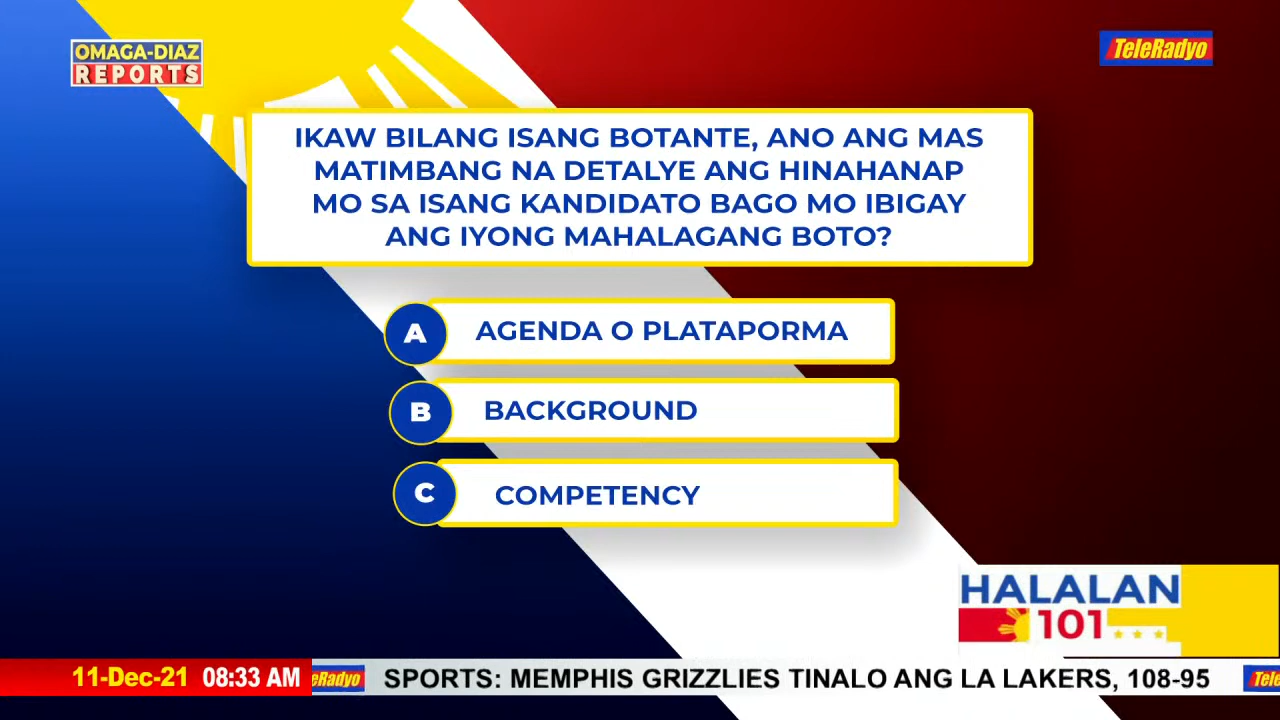 OMAGA-DIAZ
REPORTS
TeleRadyo
IKAW BILANG ISANG BOTANTE, ANO ANG MAS
MATIMBANG NA DETALYE ANG HINAHANAP
MO SA ISANG KANDIDATO BAGO MO IBIGAY
ANG IYONG MAHALAGANG BOTO?
A AGENDA O PLATAPORMA
B BACKGROUND
C COMPETENCY
HALALAN
101
11-Dec-21 08:33 AM eRadyo SPORTS: MEMPHIS GRIZZLIES TINALO ANG LA LAKERS, 108-95 Tele